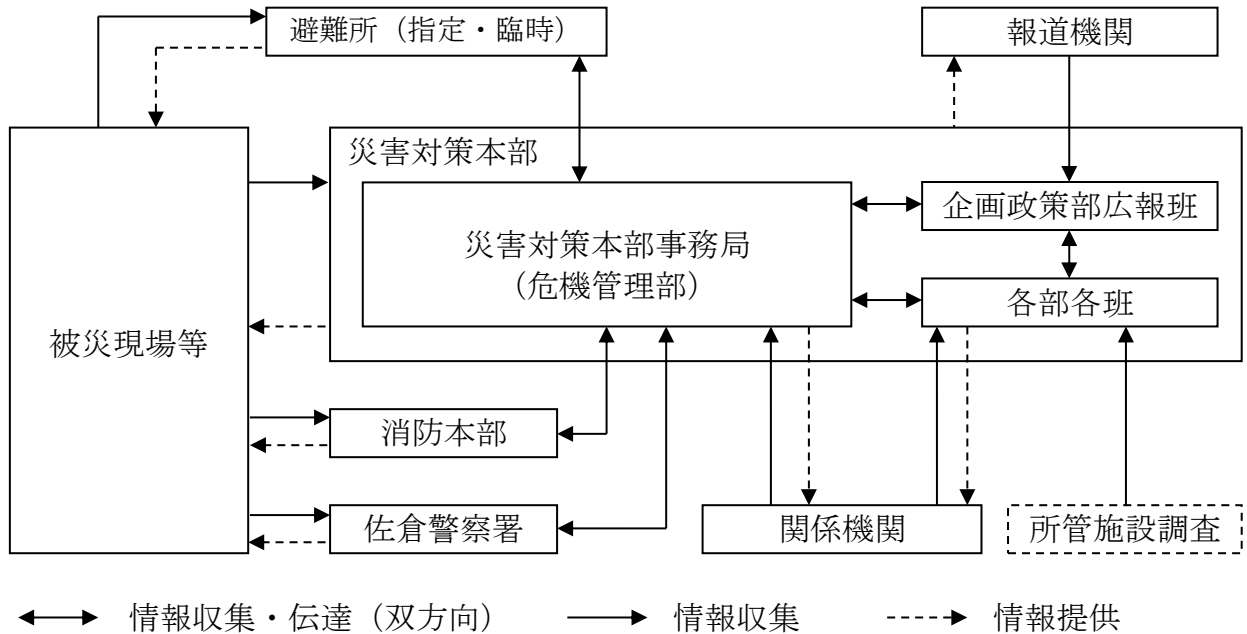 避難所（指定・臨時）
報道機関
災害対策本部
企画政策部広報班
災害対策本部事務局
（危機管理部）
各部各班
被災現場等
消防本部
佐倉警察署
関係機関
所管施設調査
情報収集・伝達（双方向）
情報収集
情報提供